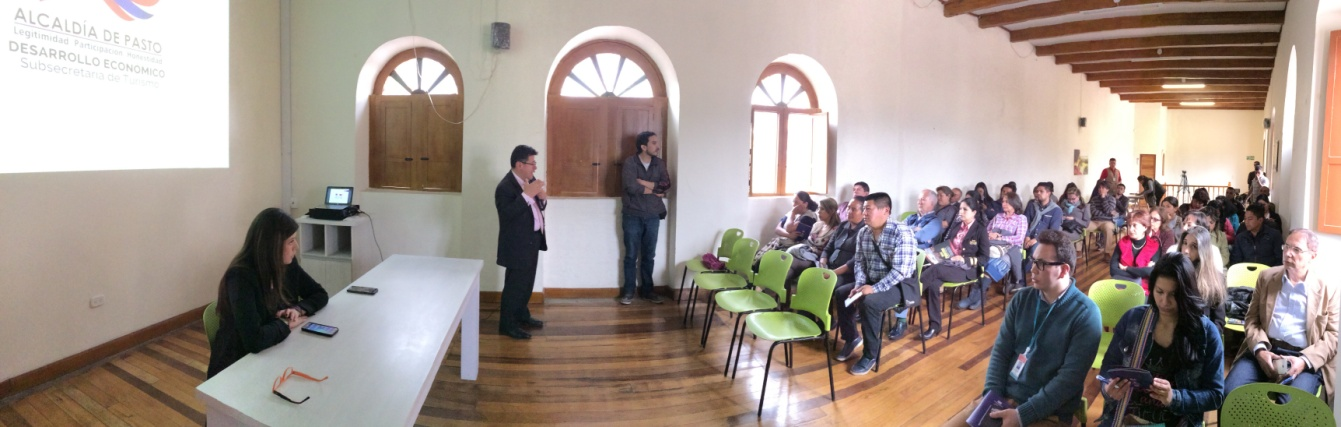 ALCALDÍA DE PASTO
Legitimidad Participación Honestidad
DESARROLLO ECONÓMICO
Subsecretaría de Turismo